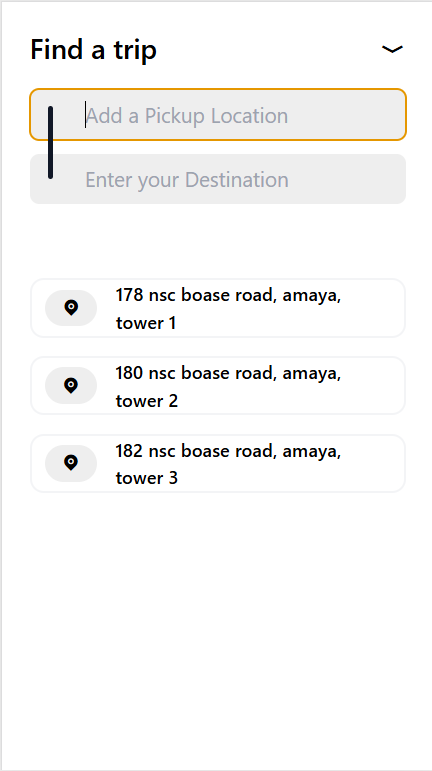 Find a trip
Add a Pickup Location
Enter your Destination
178 nsc boase road, amaya,
tower 1
180 nsc boase road, amaya,
tower 2
182 nsc boase road, amaya,
tower 3